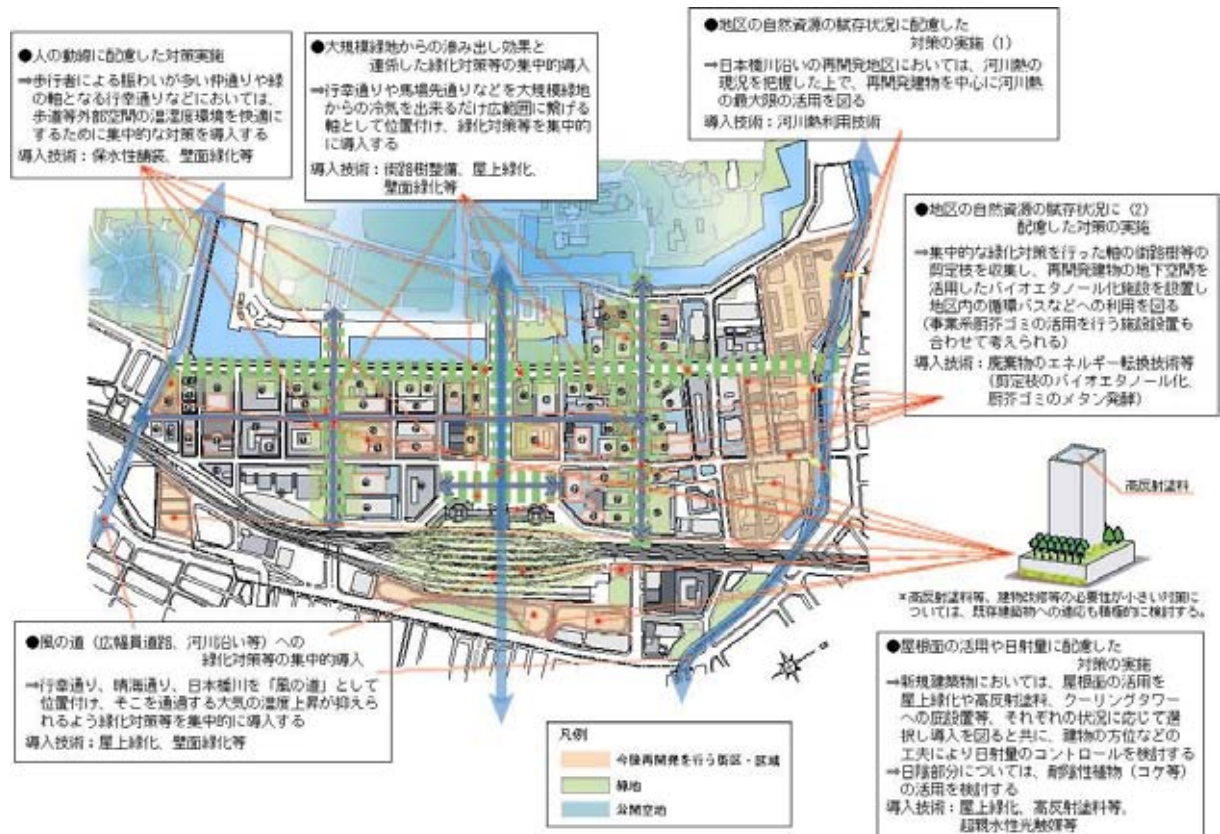 ●人の動線に配慮した対策実施
⇒歩行者による賑わいが多い仲通りや緑
の軸となる行幸通りなどにおいては、
歩道等外部空間の温湿度環境を快適に
するために集中的な対策を導入する
導入技術：保水性舗装、壁面緑化等
●大規模緑地からの滲み出し効果と
連係した緑化対策等の集中的導入
⇒行幸通りや馬場先通りなどを大規模緑地
からの冷気を出来るだけ広範囲に繋げる
軸として位置付け、緑化対策等を集中的
に導入する
導入技術：街路樹整備、屋上緑化、
壁面緑化等
●地区の自然資源の賦存状況に配慮した
対策の実施（1）
⇒日本橋川沿いの再開発地区においては、河川熱の
現況を把握した上で、再開発建物を中心に河川熱
の最大限の活用を図る
導入技術：河川熱利用技術
●地区の自然資源の賦存状況に（2）
配慮した対策の実施
⇒集中的な緑化対策を行った軸の街路樹等の
剪定枝を収集し、再開発建物の地下空間を
活用したバイオエタノール化施設を設置し
地区内の循環バスなどへの利用を図る
（事業系厨芥ゴミの活用を行う施設設置も
合わせて考えられる）
導入技術：廃棄物のエネルギー転換技術等
（剪定枝のバイオエタノール化、
厨芥ゴミのメタン発酵）
高反射塗料
＊高反射塗料等、建物改修等の必要性が小さい対策に
ついては、既存建築物への適応も積極的に検討する。
●風の道（広幅員道路、河川沿い等）への
緑化対策等の集中的導入
⇒行幸通り、晴海通り、日本橋川を「風の道」として
位置付け、そこを通過する大気の温度上昇が抑えら
れるよう緑化対策等を集中的に導入する
導入技術：屋上緑化、壁面緑化等
凡例
今後再開発を行う街区・区域
緑地
公開空地
●屋根面の活用や日射量に配慮した
対策の実施
⇒新規建築物においては、屋根面の活用を
屋上緑化や高反射塗料、クーリングタワー
への庇設置等、それぞれの状況に応じて選
択し導入を図ると共に、建物の方位などの
工夫により日射量のコントロールを検討する
⇒日陰部分については、耐陰性植物（コケ等）
の活用を検討する
導入技術：屋上緑化、高反射塗料等、
超親水性光触媒等